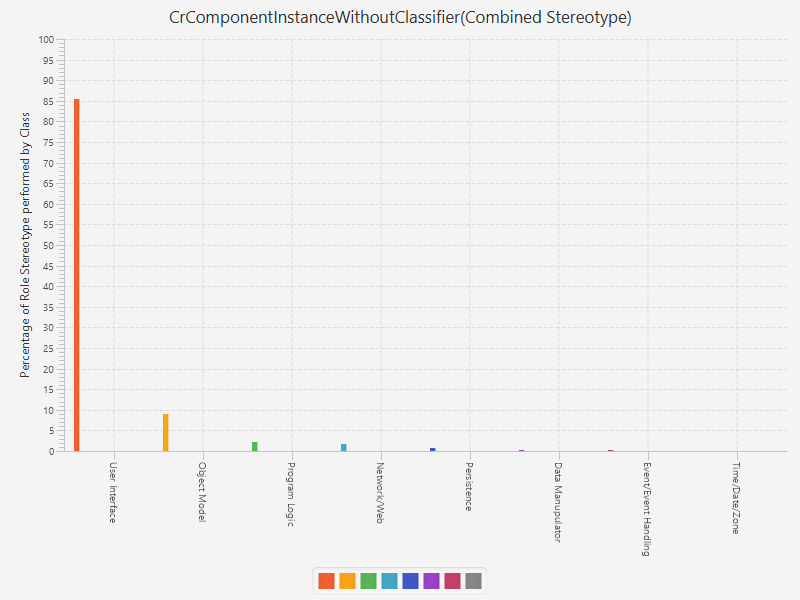 CrComponentInstanceWithoutClassifier(Combined Stereotype)
Percentage of Role Stereotype performed by Class
100
95
90
85
80
75
70
65
60
55
50
45
40
35
30
25
20
15
10
5
0
User Interface
Object Model
Program Logic
Network/Web
Persistence
Data Manupulator
Event/Event Handling
Time/Date/Zone